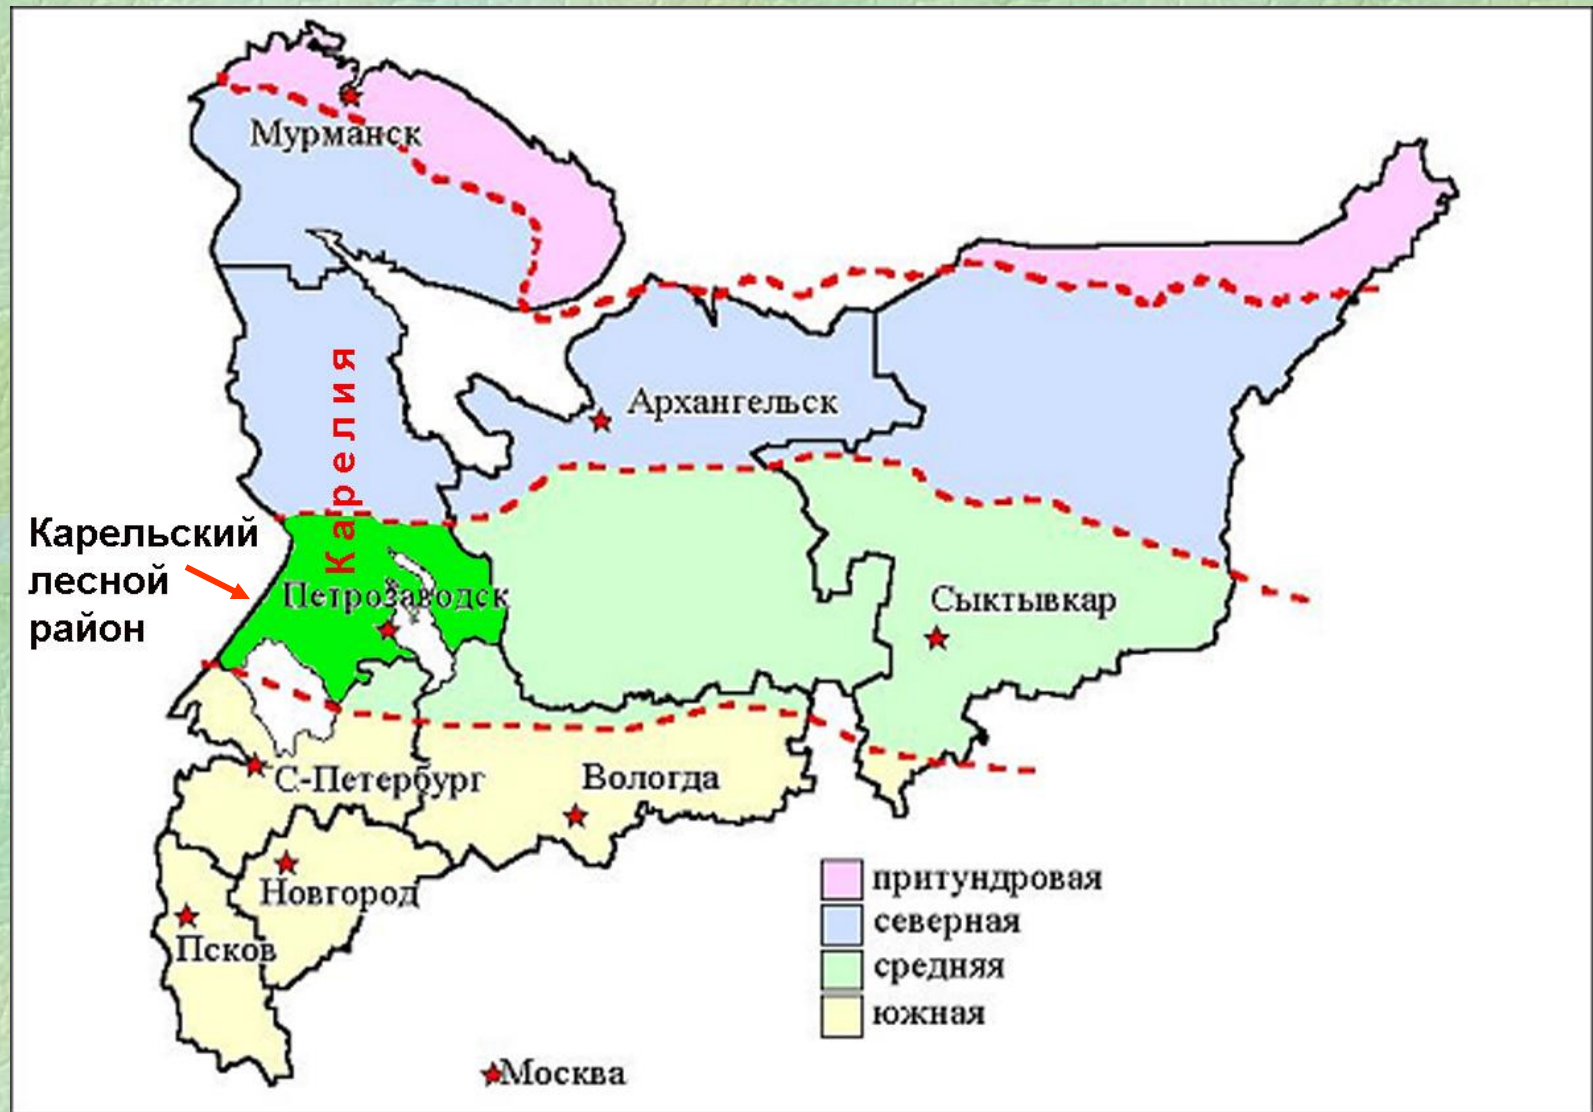 Мурманск
Карелия
Архангельск
Карельский
лесной
район
Петрозаводск
Сыктывкар
С-Петербург
Вологда
Новгород
Псков
притундровая
северная
средняя
южная
Москва